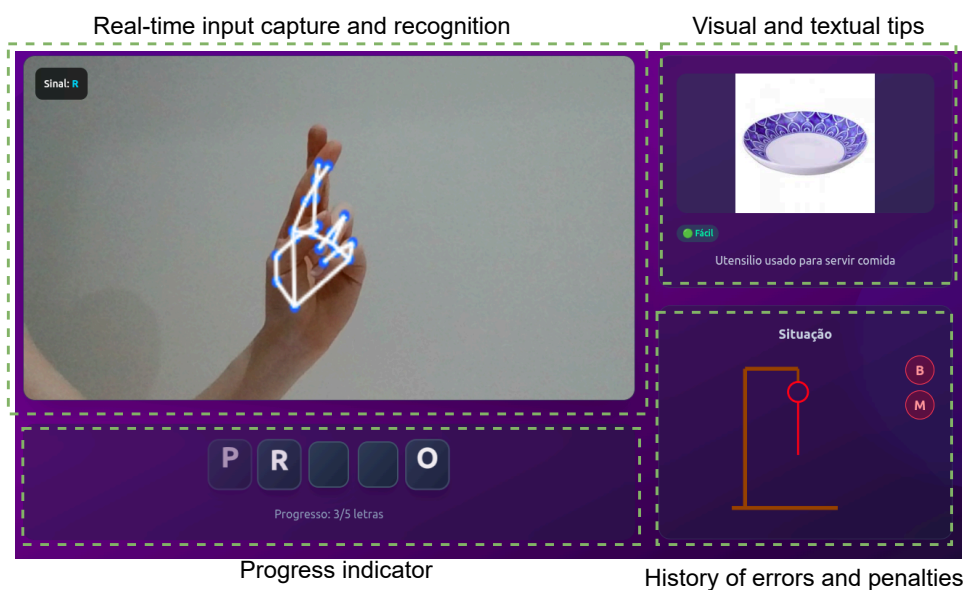 Real-time input capture and recognition
Visual and textual tips
Sinal: R
Fácil
Utensilio usado para servir comida
Situação
B
M
P R O
Progresso: 3/5 letras
Progress indicator
History of errors and penalties